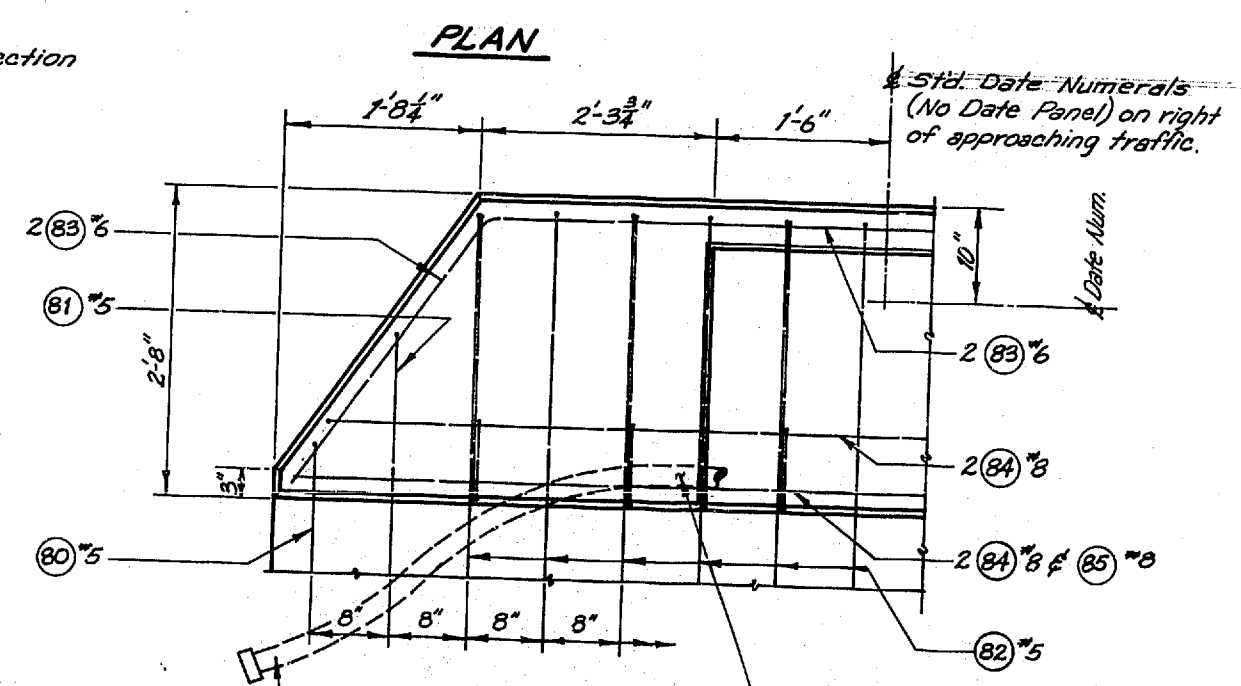 PLAN
ection
1'-8¼"
2'-3¾"
1'-6"
₵ Std. Date Numerals
(No Date Panel) on right
of approaching traffic.
2 83 #6
81 #5
2'-8"
10"
₵ Date Num.
2 83 #6
2 84 #8
3"
80 #5
2 84 #8 & 85 #8
8"
8"
8"
8"
82 #5